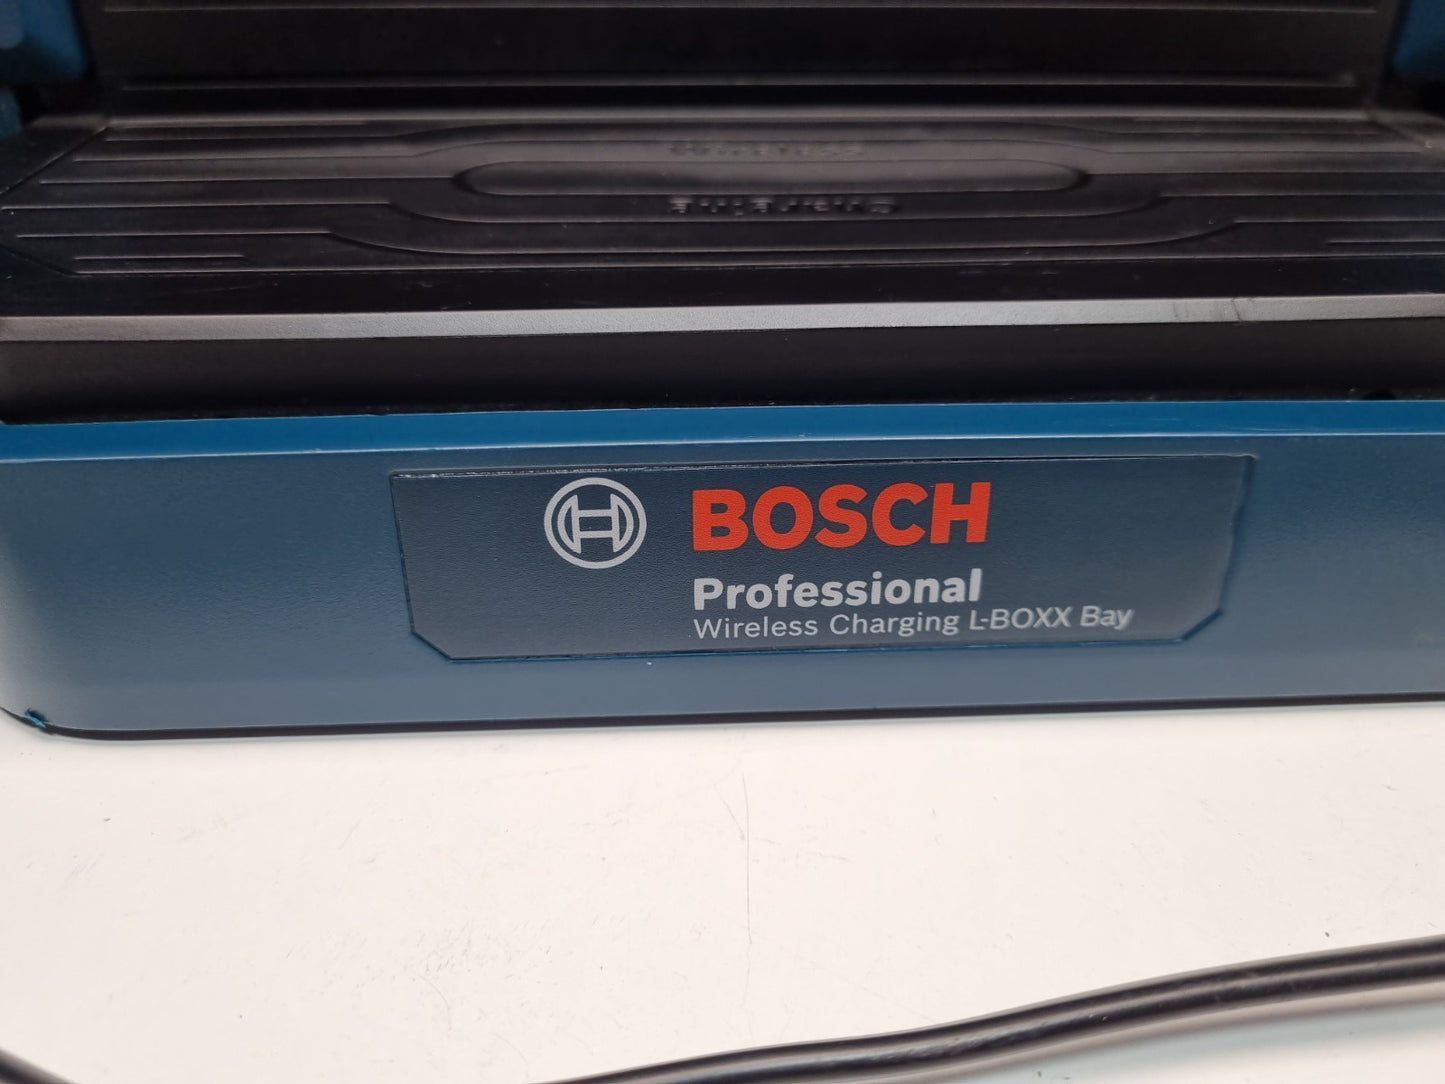 BOSCH
Professional
Wireless Charging L-BOXX Bay